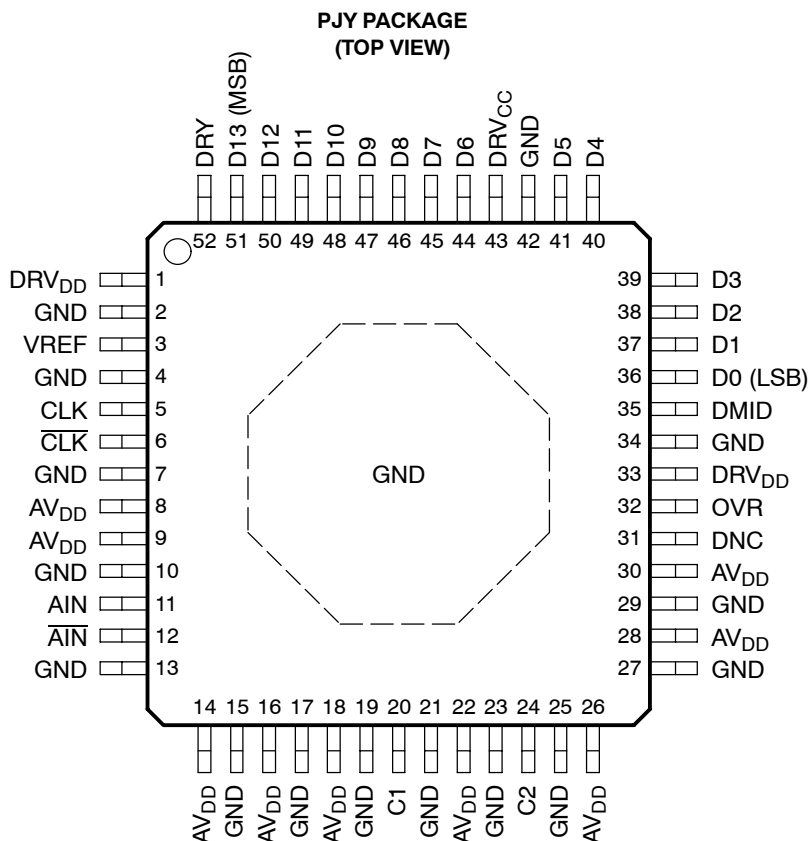 PJY PACKAGE
(TOP VIEW)
DRY D13 (MSB) D12 D11 D10 D9 D8 D7 D6 DRVCC GND D5 D4
52 51 50 49 48 47 46 45 44 43 42 41 40
DRVDD 1 39 D3
GND 2 38 D2
VREF 3 37 D1
GND 4 36 D0 (LSB)
CLK 5 35 DMID
CLK 6 34 GND
GND 7 GND 33 DRVDD
AVDD 8 32 OVR
AVDD 9 31 DNC
GND 10 30 AVDD
AIN 11 29 GND
AIN 12 28 AVDD
GND 13 27 GND
14 15 16 17 18 19 20 21 22 23 24 25 26
AVDD GND AVDD GND AVDD GND C1 GND AVDD GND C2 GND AVDD